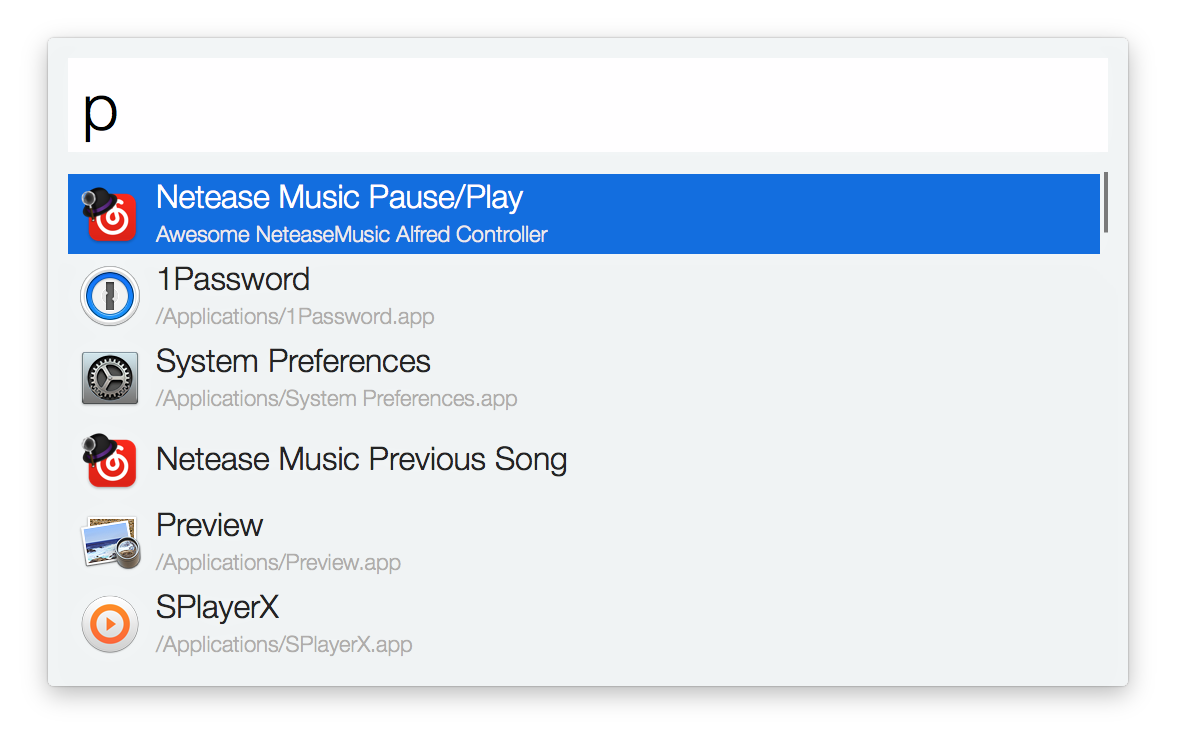 p
Netease Music Pause/Play
Awesome NeteaseMusic Alfred Controller
1Password
/Applications/1Password.app
System Preferences
/Applications/System Preferences.app
Netease Music Previous Song
Preview
/Applications/Preview.app
SPlayerX
/Applications/SPlayerX.app